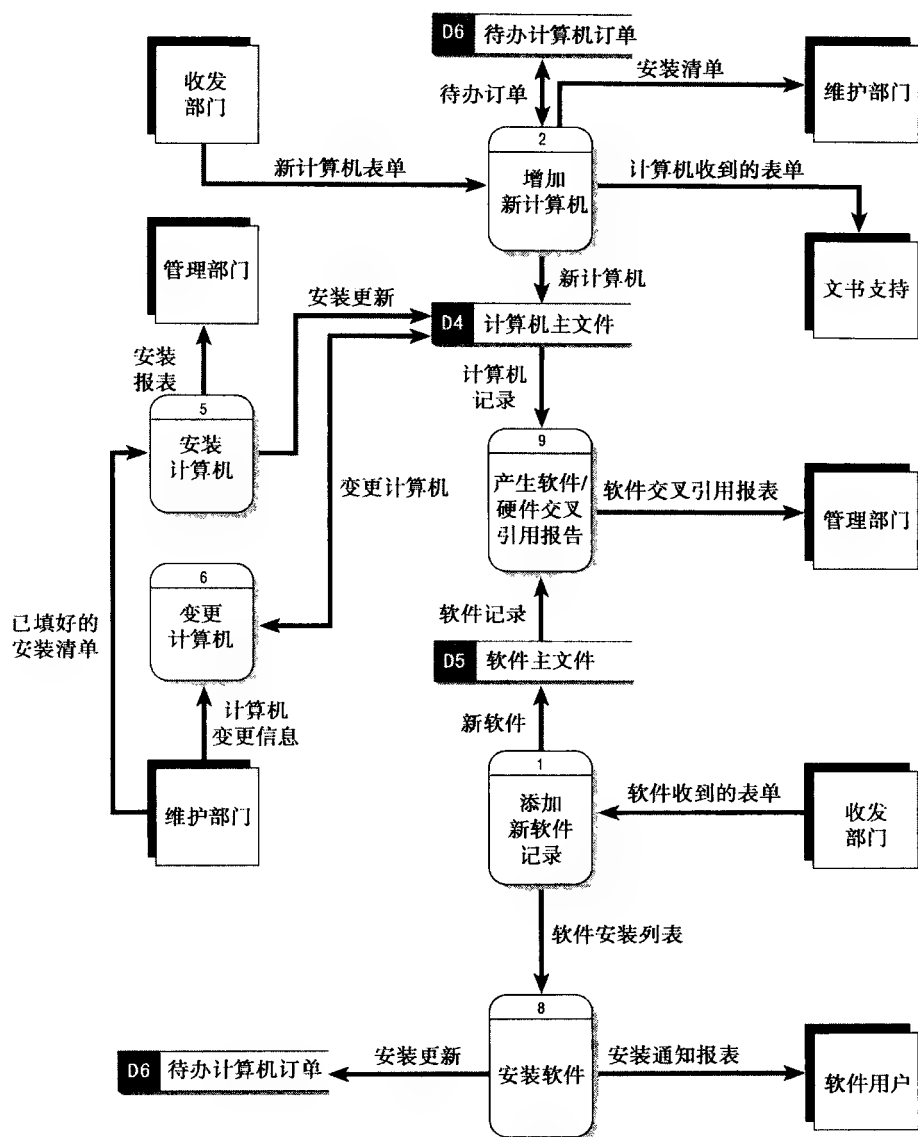 D6 待办计算机订单
收发
部门
待办订单
安装清单
维护部门
2
增加
新计算机
新计算机表单
计算机收到的表单
管理部门
文书支持
新计算机
安装更新
D4 计算机主文件
安装
报表
计算机
记录
5
安装
计算机
9
产生软件/
硬件交叉
引用报告
变更计算机
软件交叉引用报表
管理部门
6
变更
计算机
已填好的
安装清单
软件记录
D5 软件主文件
计算机
变更信息
新软件
维护部门
1
添加
新软件
记录
软件收到的表单
收发
部门
软件安装列表
8
安装软件
D6 待办计算机订单
安装更新
安装通知报表
软件用户